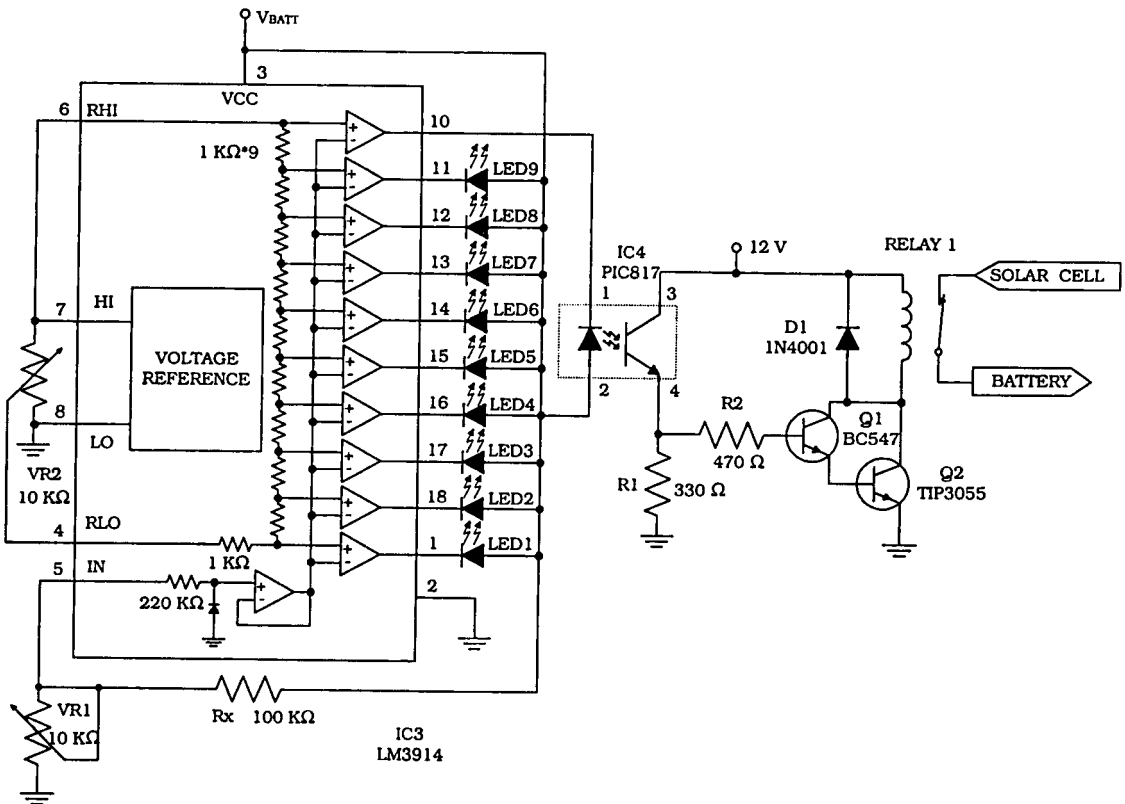 VBATT
3
VCC
6 RHI
1 KΩ*9
10
11 LED9
12 LED8
13 LED7
14 LED6
15 LED5
16 LED4
17 LED3
18 LED2
1 LED1
7 HI
VOLTAGE
REFERENCE
8
LO
VR2
10 KΩ
4 RLO
1 KΩ
5 IN
220 KΩ
2
VR1
10 KΩ
Rx 100 KΩ
IC3
LM3914
IC4
PIC817
1 3
2 4
12 V
RELAY 1
SOLAR CELL
BATTERY
D1
1N4001
R2
470 Ω
R1 330 Ω
Q1
BC547
Q2
TIP3055